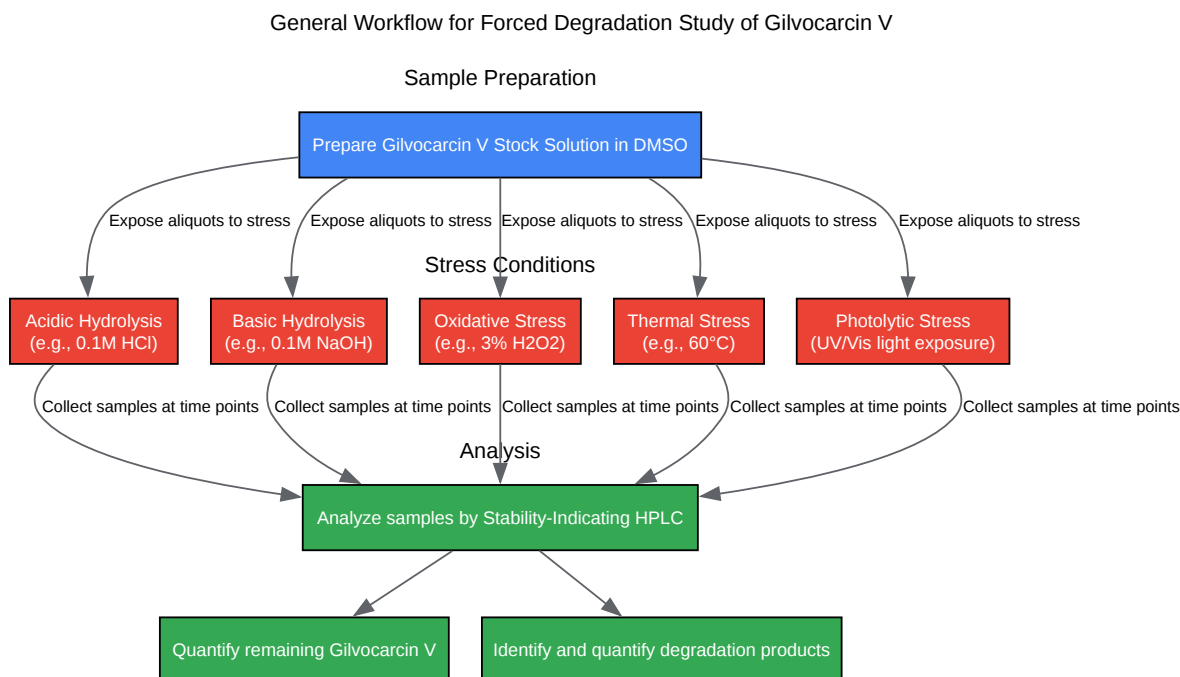 General Workflow for Forced Degradation Study of Gilvocarcin V
Sample Preparation
Prepare Gilvocarcin V Stock Solution in DMSO
Expose aliquots to stress
Expose aliquots to stress
Expose aliquots to stress
Expose aliquots to stress
Expose aliquots to stress
Stress Conditions
Acidic Hydrolysis
(e.g., 0.1M HCl)
Basic Hydrolysis
(e.g., 0.1M NaOH)
Oxidative Stress
(e.g., 3% H2O2)
Thermal Stress
(e.g., 60°C)
Photolytic Stress
(UV/Vis light exposure)
Collect samples at time points
Collect samples at time points
Collect samples at time points
Collect samples at time points
Collect samples at time points
Analysis
Analyze samples by Stability-Indicating HPLC
Quantify remaining Gilvocarcin V
Identify and quantify degradation products